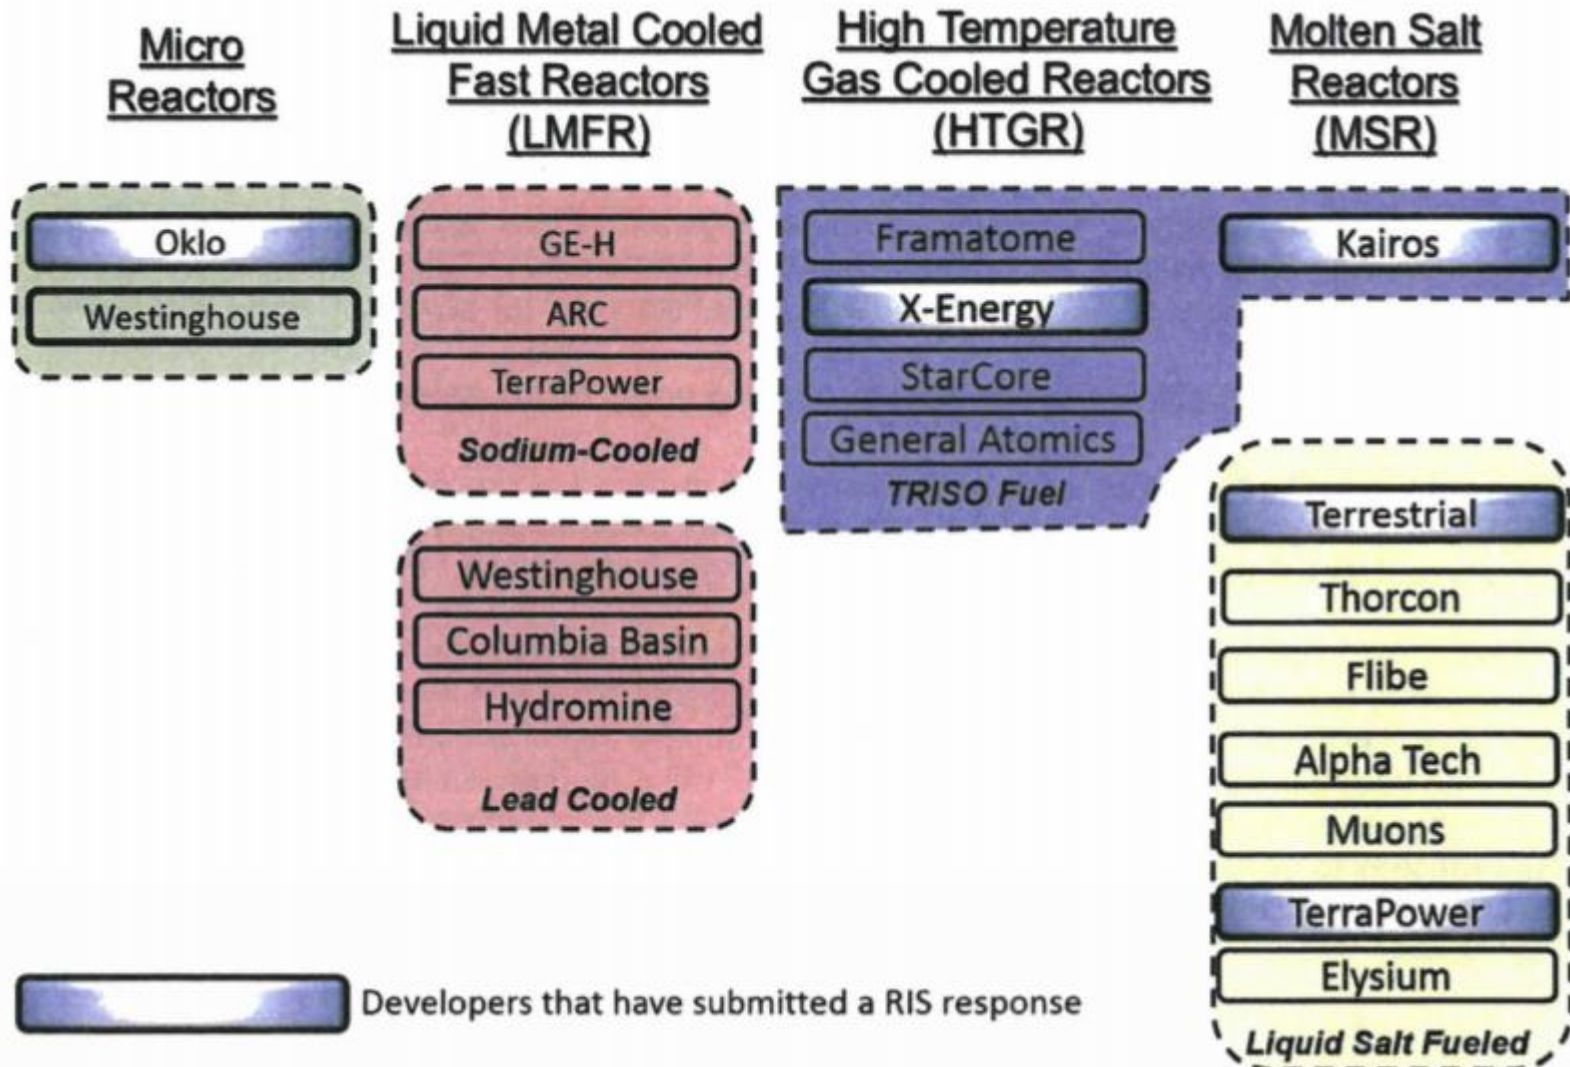 Micro
Reactors
Liquid Metal Cooled
Fast Reactors
(LMFR)
High Temperature
Gas Cooled Reactors
(HTGR)
Molten Salt
Reactors
(MSR)
Oklo
Westinghouse
GE-H
ARC
TerraPower
Sodium-Cooled
Westinghouse
Columbia Basin
Hydromine
Lead Cooled
Framatome
X-Energy
StarCore
General Atomics
TRISO Fuel
Kairos
Terrestrial
Thorcon
Flibe
Alpha Tech
Muons
TerraPower
Elysium
Liquid Salt Fueled
Developers that have submitted a RIS response